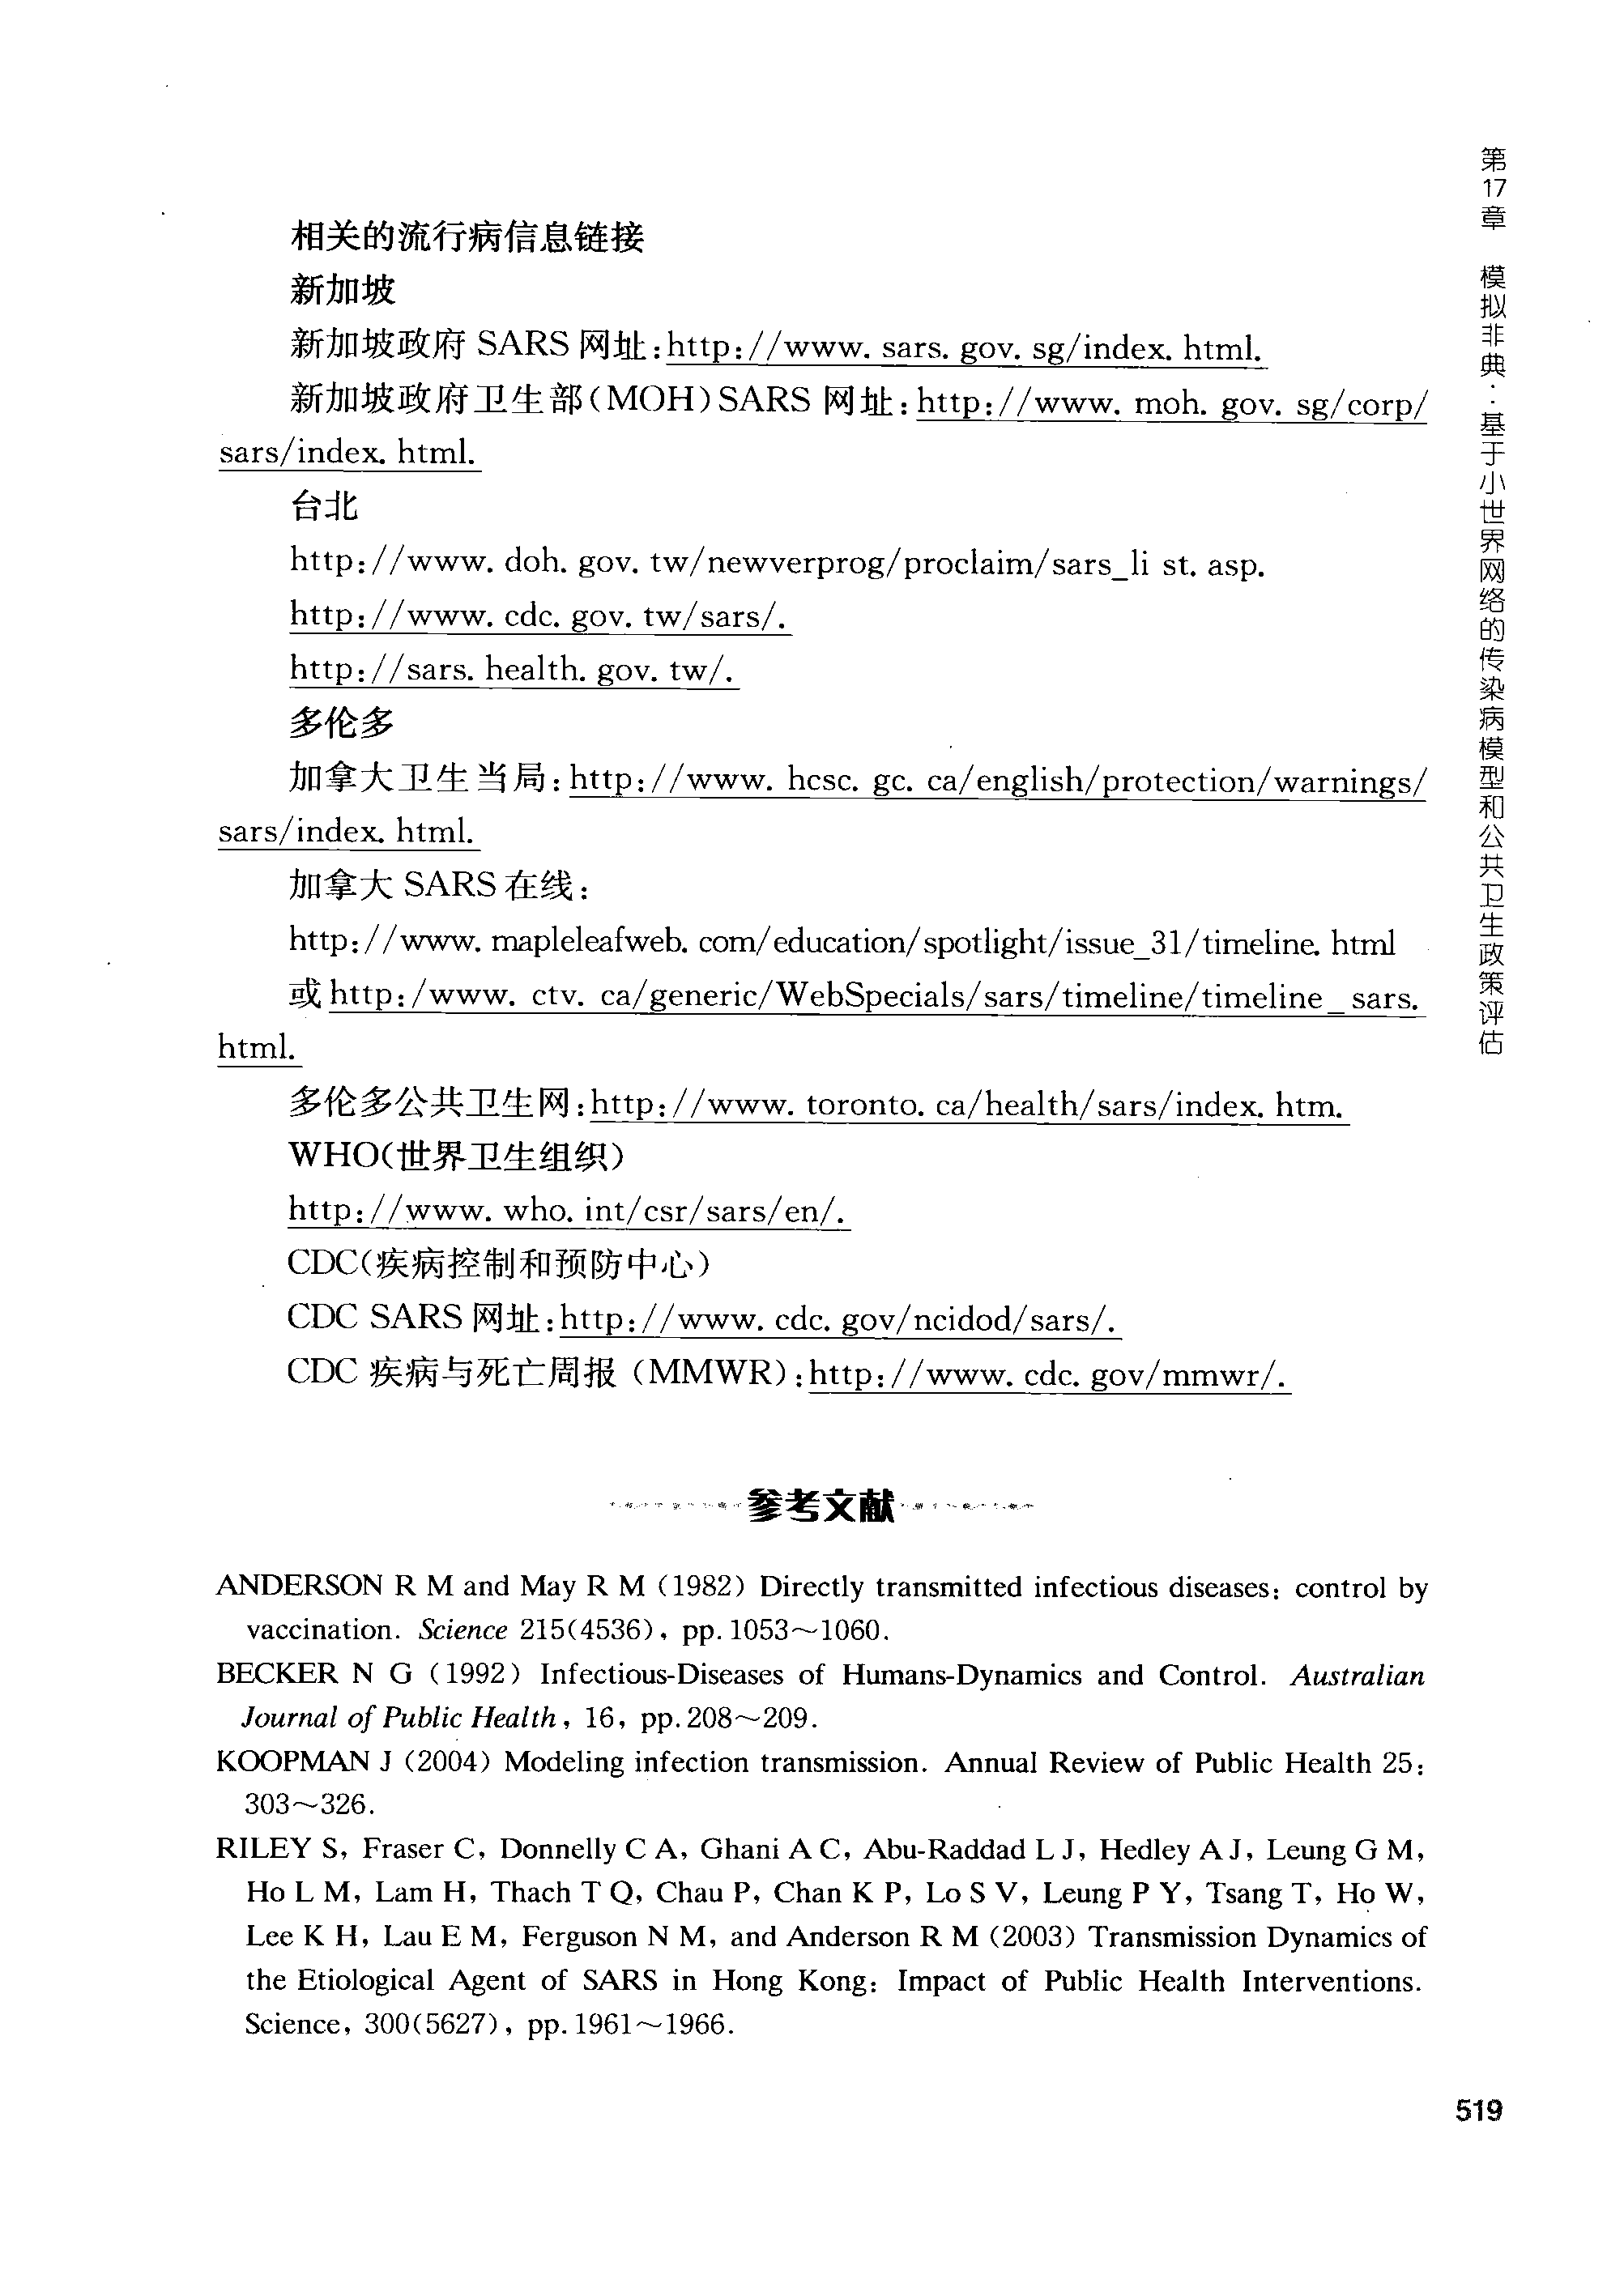 相关的流行病信息链接
新加坡
新加坡政府 SARS 网址:http://www. sars. gov. sg/index. html.
新加坡政府卫生部(MOH)SARS 网址:http://www. moh. gov. sg/corp/
sars/index. html.
台北
http://www. doh. gov. tw/newverprog/proclaim/sars_li st. asp.
http://www. cdc. gov. tw/sars/.
http://sars. health. gov. tw/.
多伦多
加拿大卫生当局:http://www. hcsc. gc. ca/english/protection/warnings/
sars/index. html.
加拿大 SARS 在线:
http://www. mapleleafweb. com/education/spotlight/issue_31/timeline. html
或 http:/www. ctv. ca/generic/WebSpecials/sars/timeline/timeline_sars.
html.
多伦多公共卫生网:http://www. toronto. ca/health/sars/index. htm.
WHO(世界卫生组织)
http://www. who. int/csr/sars/en/.
CDC(疾病控制和预防中心)
CDC SARS 网址:http://www. cdc. gov/ncidod/sars/.
CDC 疾病与死亡周报 (MMWR):http://www. cdc. gov/mmwr/.
参考文献
ANDERSON R M and May R M (1982) Directly transmitted infectious diseases: control by
vaccination. Science 215(4536), pp.1053~1060.
BECKER N G (1992) Infectious-Diseases of Humans-Dynamics and Control. Australian
Journal of Public Health, 16, pp.208~209.
KOOPMAN J (2004) Modeling infection transmission. Annual Review of Public Health 25:
303~326.
RILEY S, Fraser C, Donnelly C A, Ghani A C, Abu-Raddad L J, Hedley A J, Leung G M,
Ho L M, Lam H, Thach T Q, Chau P, Chan K P, Lo S V, Leung P Y, Tsang T, Ho W,
Lee K H, Lau E M, Ferguson N M, and Anderson R M (2003) Transmission Dynamics of
the Etiological Agent of SARS in Hong Kong: Impact of Public Health Interventions.
Science, 300(5627), pp.1961~1966.
第17章 模拟非典:基于小世界网络的传染病模型和公共卫生政策评估
519